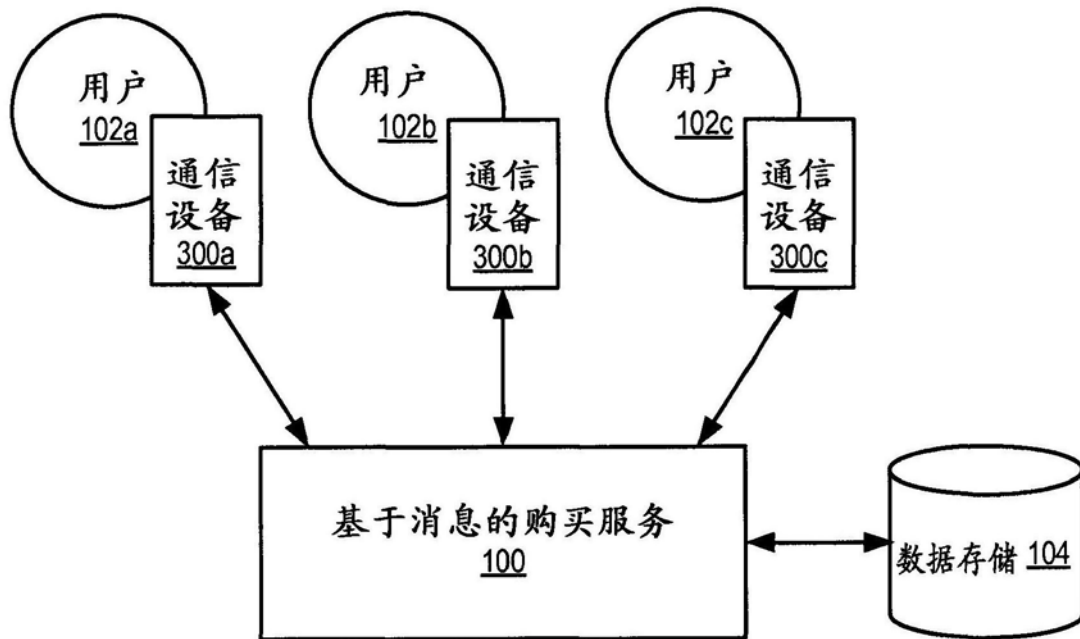 用户
102a
通信
设备
300a
用户
102b
通信
设备
300b
用户
102c
通信
设备
300c
基于消息的购买服务
100
数据存储 104